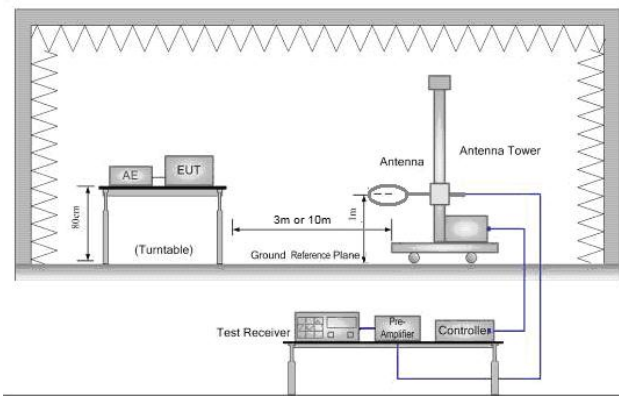 Antenna
Antenna Tower
AE
EUT
80cm
1m
3m or 10m
(Turntable)
Ground Reference Plane
Test Receiver
Pre-
Amplifier
Controller